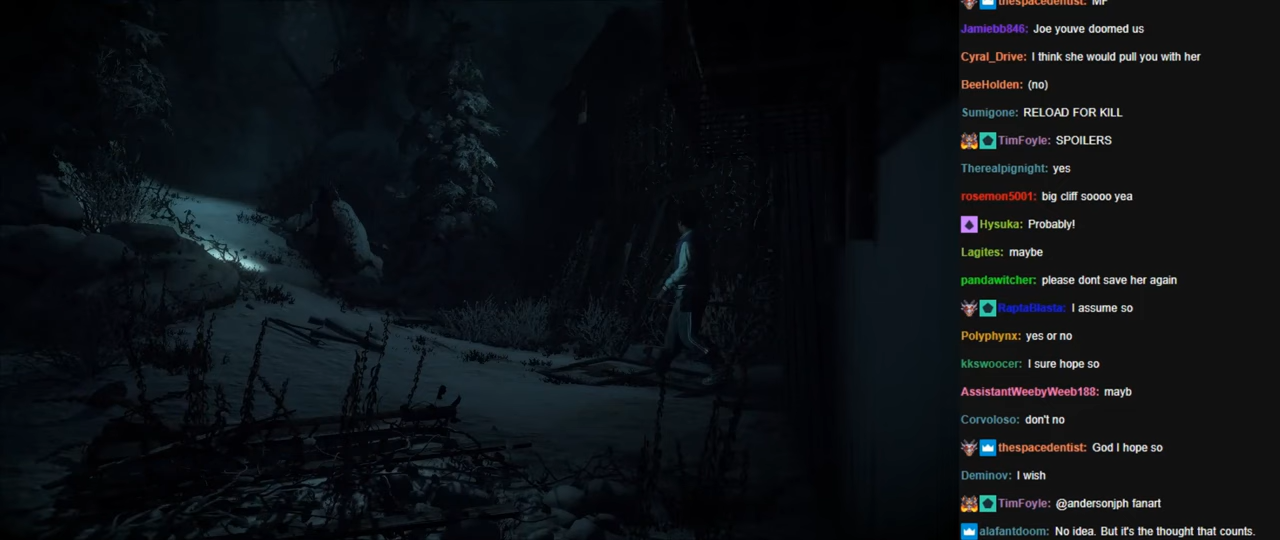 thespacedentist: MF
Jamiebb846: Joe youve doomed us
Cyral_Drive: I think she would pull you with her
BeeHolden: (no)
Sumigone: RELOAD FOR KILL
TimFoyle: SPOILERS
Therealpignight: yes
rosemon5001: big cliff soooo yea
Hysuka: Probably!
Lagites: maybe
pandawitcher: please dont save her again
RaptaBlasta: I assume so
Polyphynx: yes or no
kkswoocer: I sure hope so
AssistantWeebyWeeb188: mayb
Corvoloso: don't no
thespacedentist: God I hope so
Deminov: I wish
TimFoyle: @andersonjph fanart
alafantdoom: No idea. But it's the thought that counts.